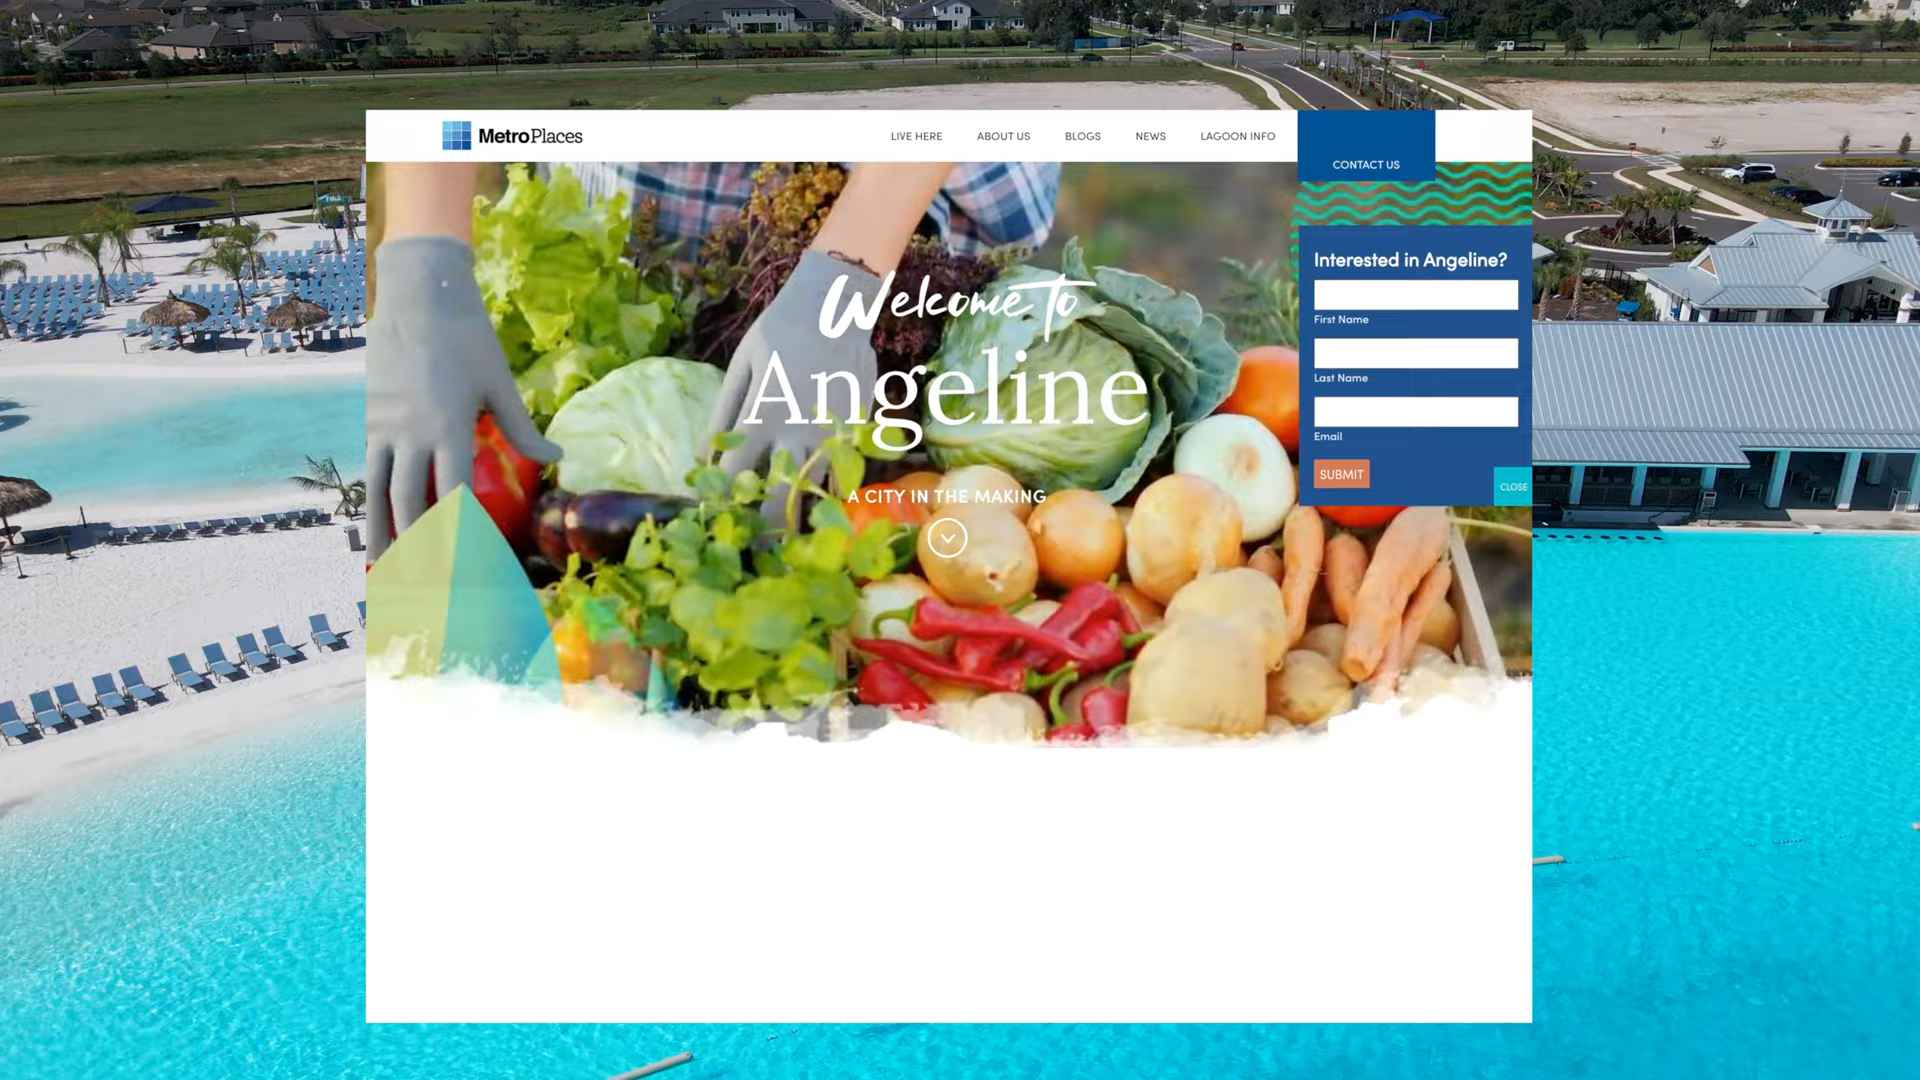 MetroPlaces
LIVE HERE
ABOUT US
BLOGS
NEWS
LAGOON INFO
CONTACT US
Welcome to
Angeline
A CITY IN THE MAKING
Interested in Angeline?
First Name
Last Name
Email
SUBMIT
CLOSE